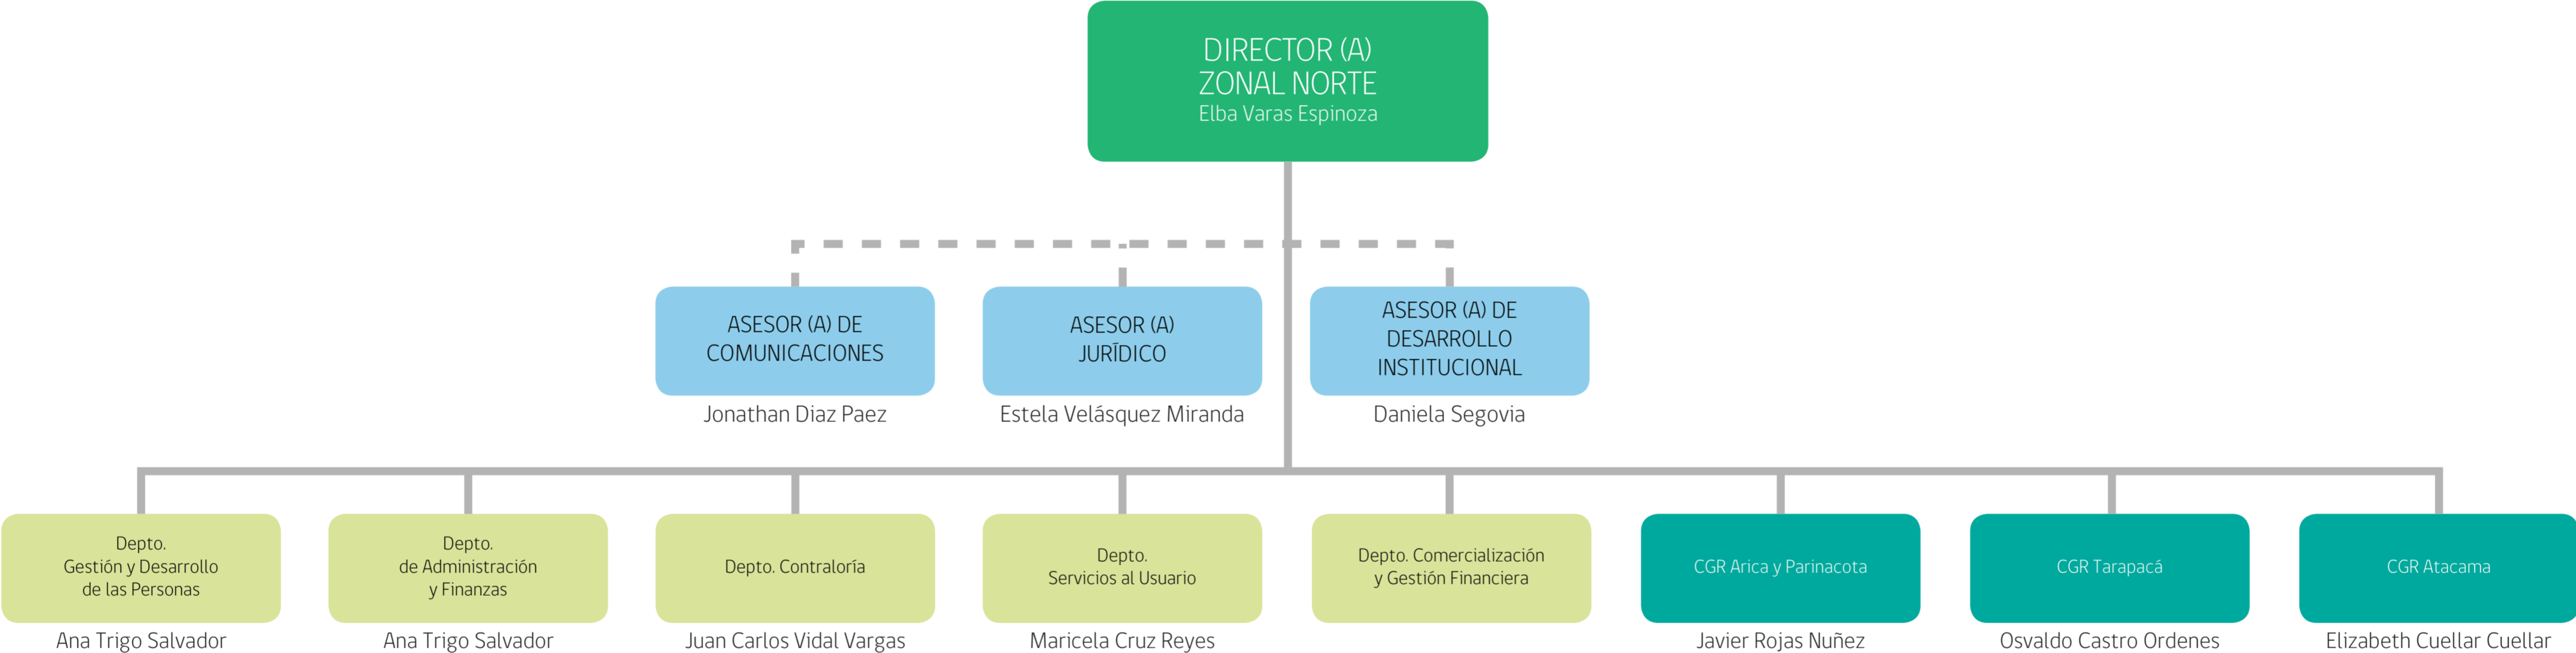 DIRECTOR (A)
ZONAL NORTE
Elba Varas Espinoza
ASESOR (A) DE
COMUNICACIONES
Jonathan Diaz Paez
ASESOR (A)
JURÍDICO
Estela Velásquez Miranda
ASESOR (A) DE
DESARROLLO
INSTITUCIONAL
Daniela Segovia
Depto.
Gestión y Desarrollo
de las Personas
Ana Trigo Salvador
Depto.
de Administración
y Finanzas
Ana Trigo Salvador
Depto. Contraloría
Juan Carlos Vidal Vargas
Depto.
Servicios al Usuario
Maricela Cruz Reyes
Depto. Comercialización
y Gestión Financiera
CGR Arica y Parinacota
Javier Rojas Nuñez
CGR Tarapacá
Osvaldo Castro Ordenes
CGR Atacama
Elizabeth Cuellar Cuellar